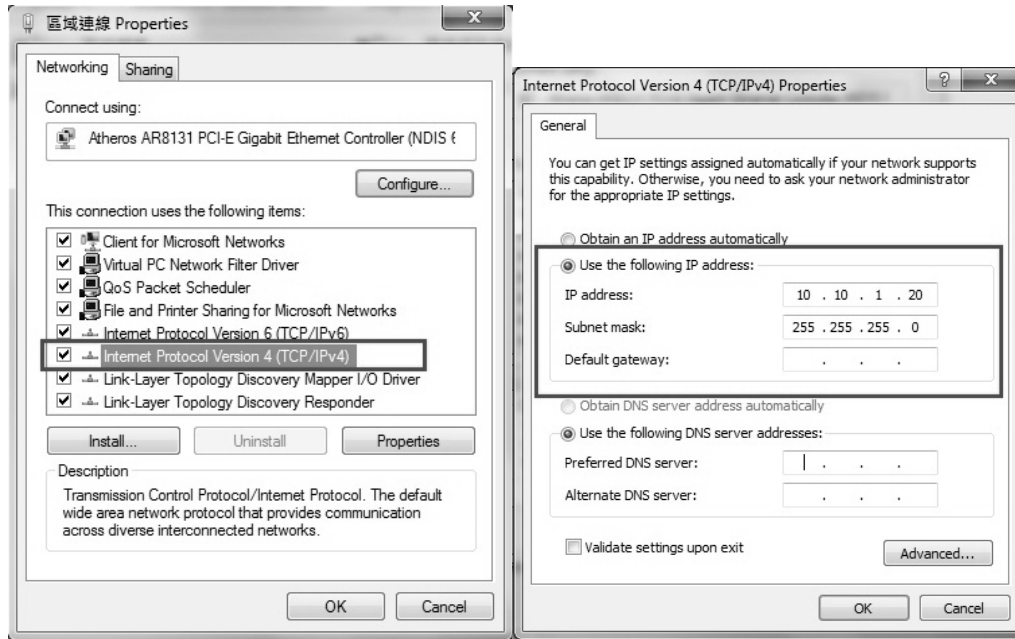 區域連線 Properties
Networking
Sharing
Connect using:
Atheros AR8131 PCI-E Gigabit Ethernet Controller (NDIS 6
Configure...
This connection uses the following items:
Client for Microsoft Networks
Virtual PC Network Filter Driver
QoS Packet Scheduler
File and Printer Sharing for Microsoft Networks
Internet Protocol Version 6 (TCP/IPv6)
Internet Protocol Version 4 (TCP/IPv4)
Link-Layer Topology Discovery Mapper I/O Driver
Link-Layer Topology Discovery Responder
Install...
Uninstall
Properties
Description
Transmission Control Protocol/Internet Protocol. The default
wide area network protocol that provides communication
across diverse interconnected networks.
OK
Cancel
Internet Protocol Version 4 (TCP/IPv4) Properties
General
You can get IP settings assigned automatically if your network supports
this capability. Otherwise, you need to ask your network administrator
for the appropriate IP settings.
Obtain an IP address automatically
Use the following IP address:
IP address: 10 . 10 . 1 . 20
Subnet mask: 255 . 255 . 255 . 0
Default gateway: . . .
Obtain DNS server address automatically
Use the following DNS server addresses:
Preferred DNS server: . . .
Alternate DNS server: . . .
Validate settings upon exit
Advanced...
OK
Cancel